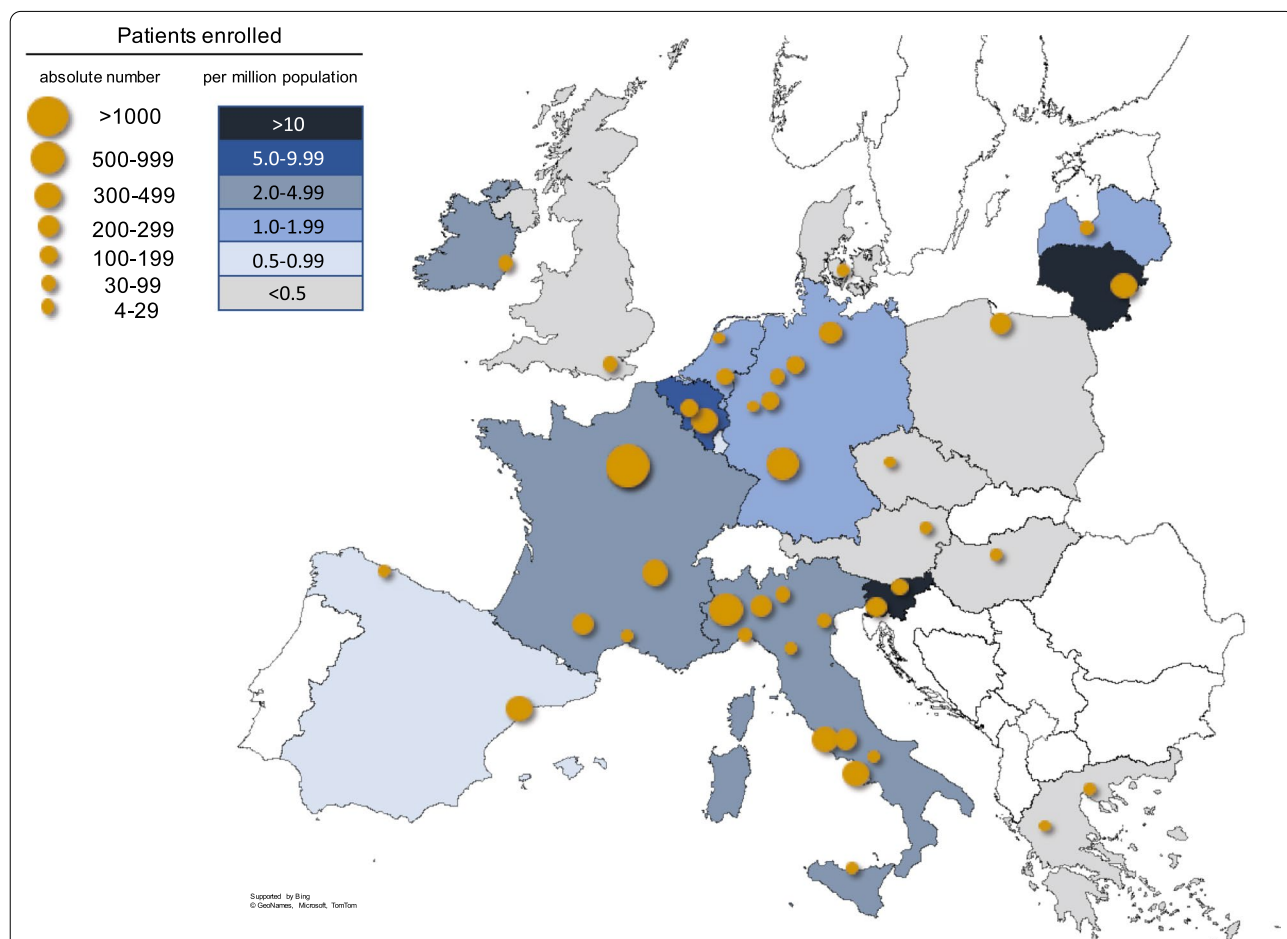 Patients enrolled
absolute number per million population
>1000 >10
500-999 5.0-9.99
300-499 2.0-4.99
200-299 1.0-1.99
100-199 0.5-0.99
30-99 <0.5
4-29
Supported by Bing
© GeoNames, Microsoft, TomTom